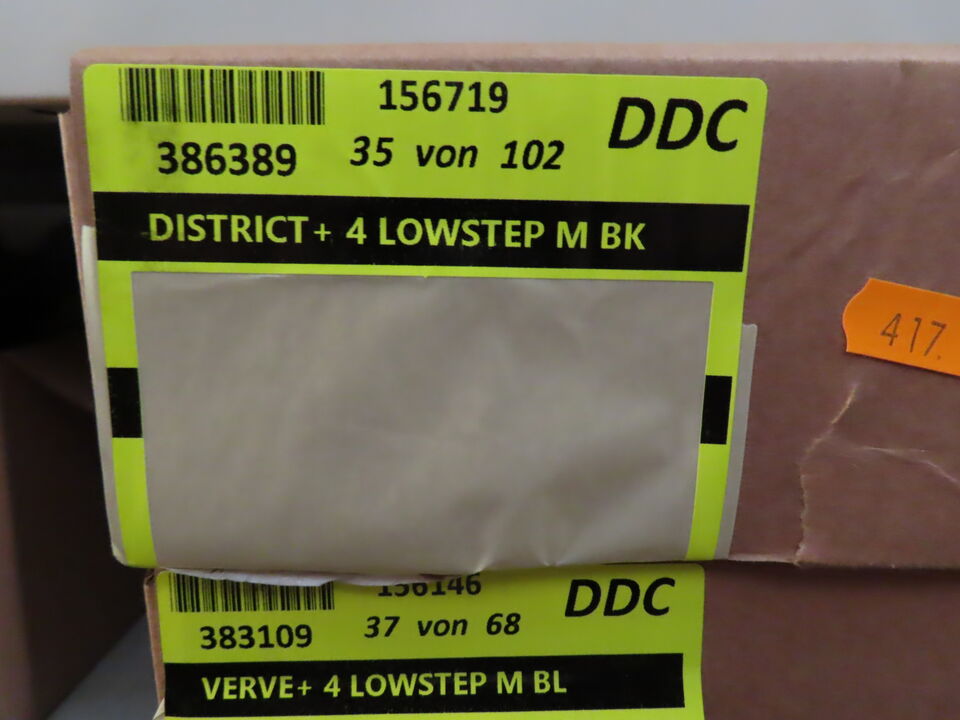 156719
DDC
386389
35 von 102
DISTRICT+ 4 LOWSTEP M BK
417.
156146
DDC
383109
37 von 68
VERVE+ 4 LOWSTEP M BL